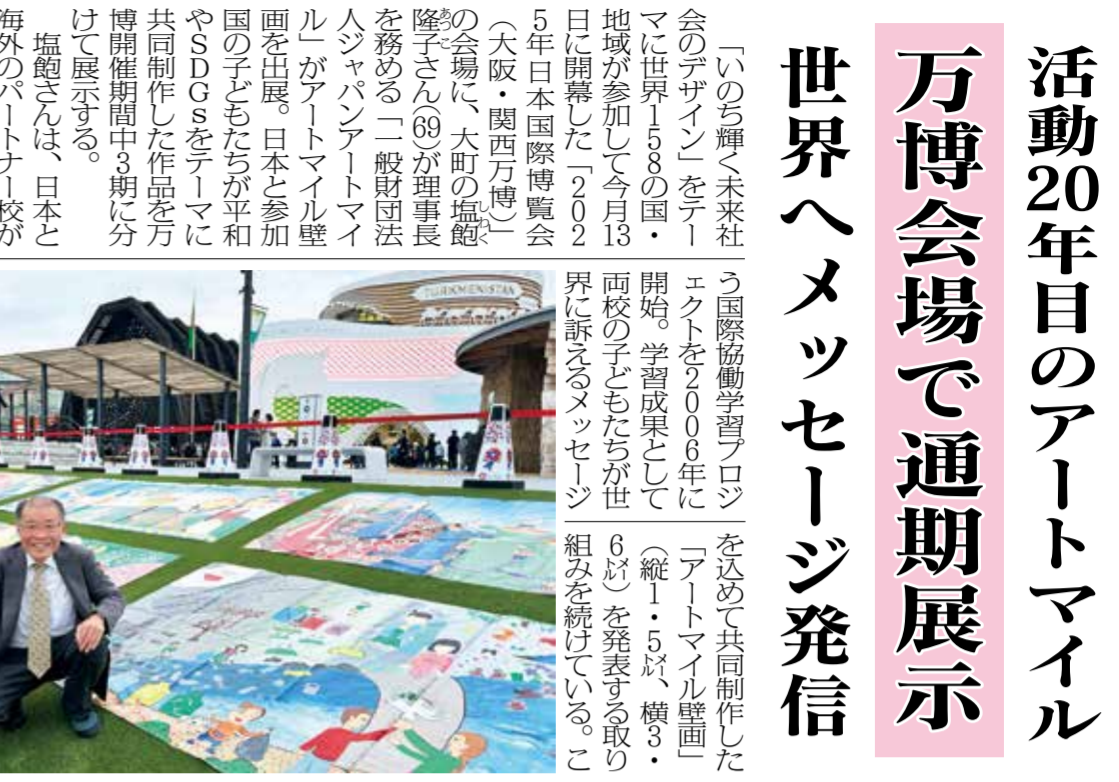 活動20年目のアートマイル
万博会場で通期展示
世界へメッセージ発信
「いのち輝く未来社
会のデザイン」をテー
マに世界158の国・
地域が参加して今月13
日に開幕した「202
5年日本国際博覧会
(大阪・関西万博)」
の会場に、大町の塩飽
隆子さん(69)が理事長
を務める「一般財団法
人ジャパンアートマイ
ル」がアートマイル壁
画を出展。日本と参加
国の子どもたちが平和
やSDGsをテーマに
共同制作した作品を万
博開催期間中3期に分
けて展示する。
塩飽さんは、日本と
海外のパートナー校が
う国際協働学習プロジ
ェクトを2006年に
開始。学習成果として
両校の子どもたちが世
界に訴えるメッセージ
を込めて共同制作した
「アートマイル壁画」
(縦1・5㍍、横3・
6㍍)を発表する取り
組みを続けている。こ
TURKMENISTAN